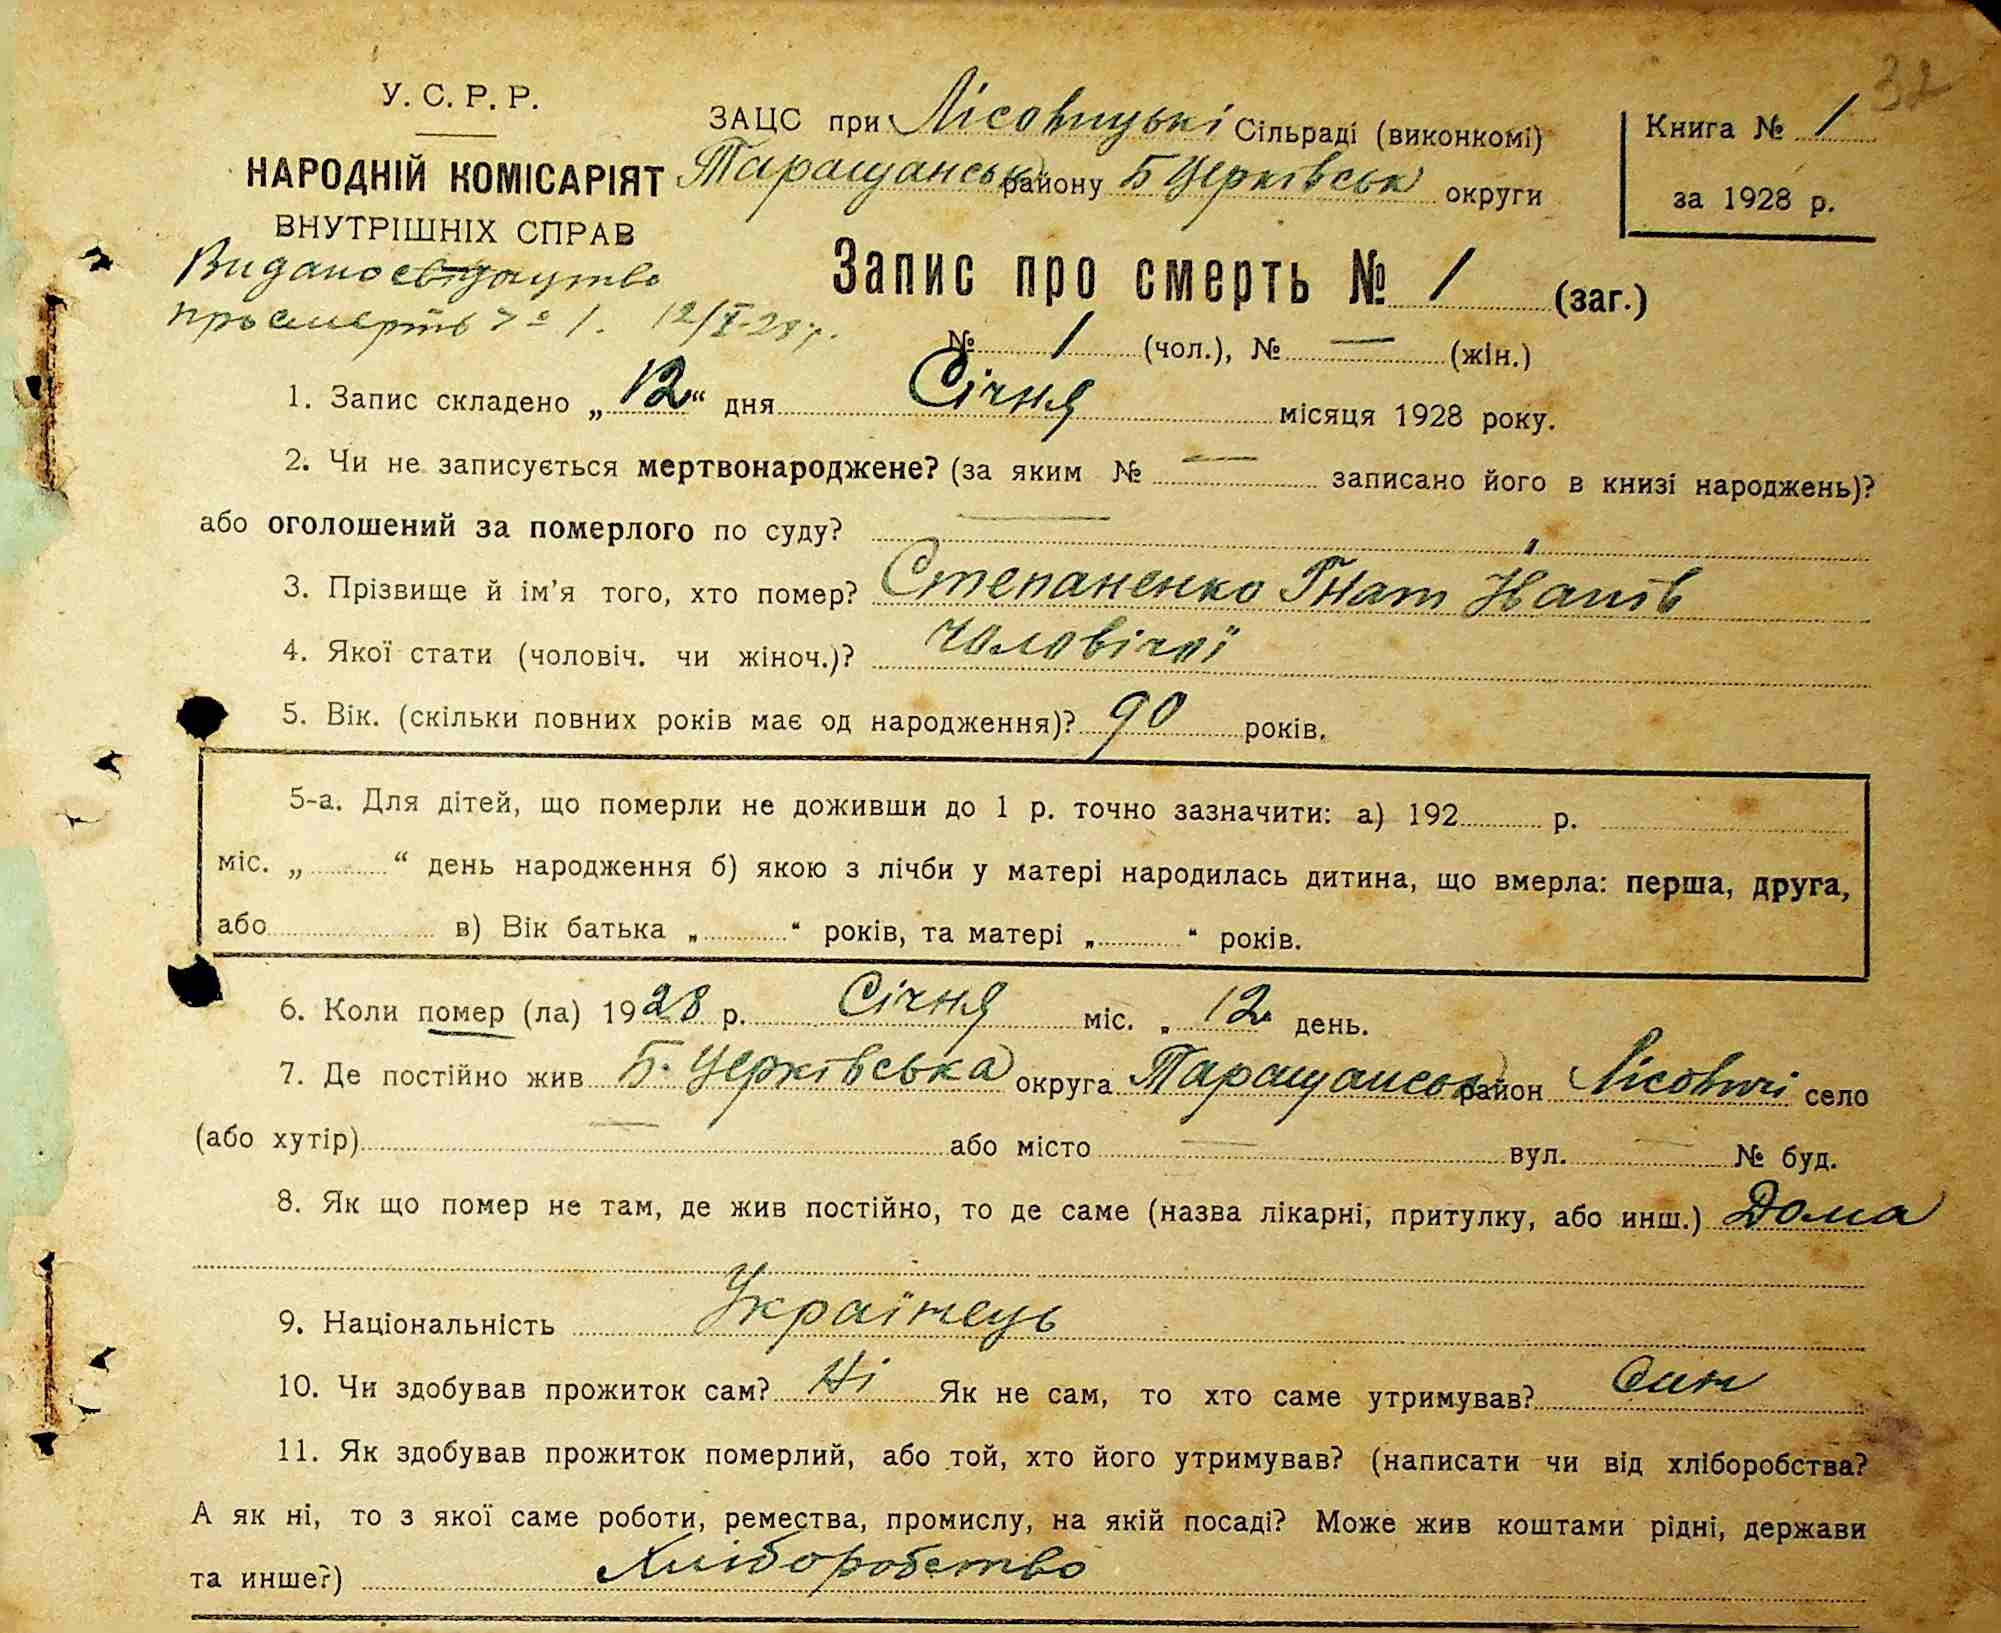 32
У. С. Р. Р.
НАРОДНІЙ КОМІСАРІЯТ
ВНУТРІШНІХ СПРАВ
Видано свідоцтво
про смерть № 1. 12/I-28 р.
ЗАЦС при Лісовицькі Сільраді (виконкомі)
Таращанськ району Б Церківськ округи
Книга № 1
за 1928 р.
Запис про смерть № 1 (заг.)
№ 1 (чол.), № — (жін.)
1. Запис складено „12“ дня Січня місяця 1928 року.
2. Чи не записується мертвонароджене? (за яким № — записано його в книзі народжень)?
або оголошений за померлого по суду? —
3. Прізвище й ім’я того, хто помер? Степаненко Гнат
4. Якої стати (чоловіч. чи жіноч.)? чоловічої
5. Вік. (скільки повних років має од народження)? 90 років.
5-а. Для дітей, що померли не доживши до 1 р. точно зазначити: а) 192 р.
міс. „ “ день народження б) якою з лічби у матері народилась дитина, що вмерла: перша, друга,
або в) Вік батька „ “ років, та матері „ “ років.
6. Коли помер (ла) 1928 р. Січня міс. „ 12 день.
7. Де постійно жив Б. Церківська округа Таращанськ район Лісовичі село
(або хутір) — або місто — вул. — № буд.
8. Як що помер не там, де жив постійно, то де саме (назва лікарні, притулку, або инш.) Дома
9. Національність Українець
10. Чи здобував прожиток сам? Ні Як не сам, то хто саме утримував? Син
11. Як здобував прожиток померлий, або той, хто його утримував? (написати чи від хліборобства?
А як ні, то з якої саме роботи, ремества, промислу, на якій посаді? Може жив коштами рідні, держави
та инше?) Хліборобство